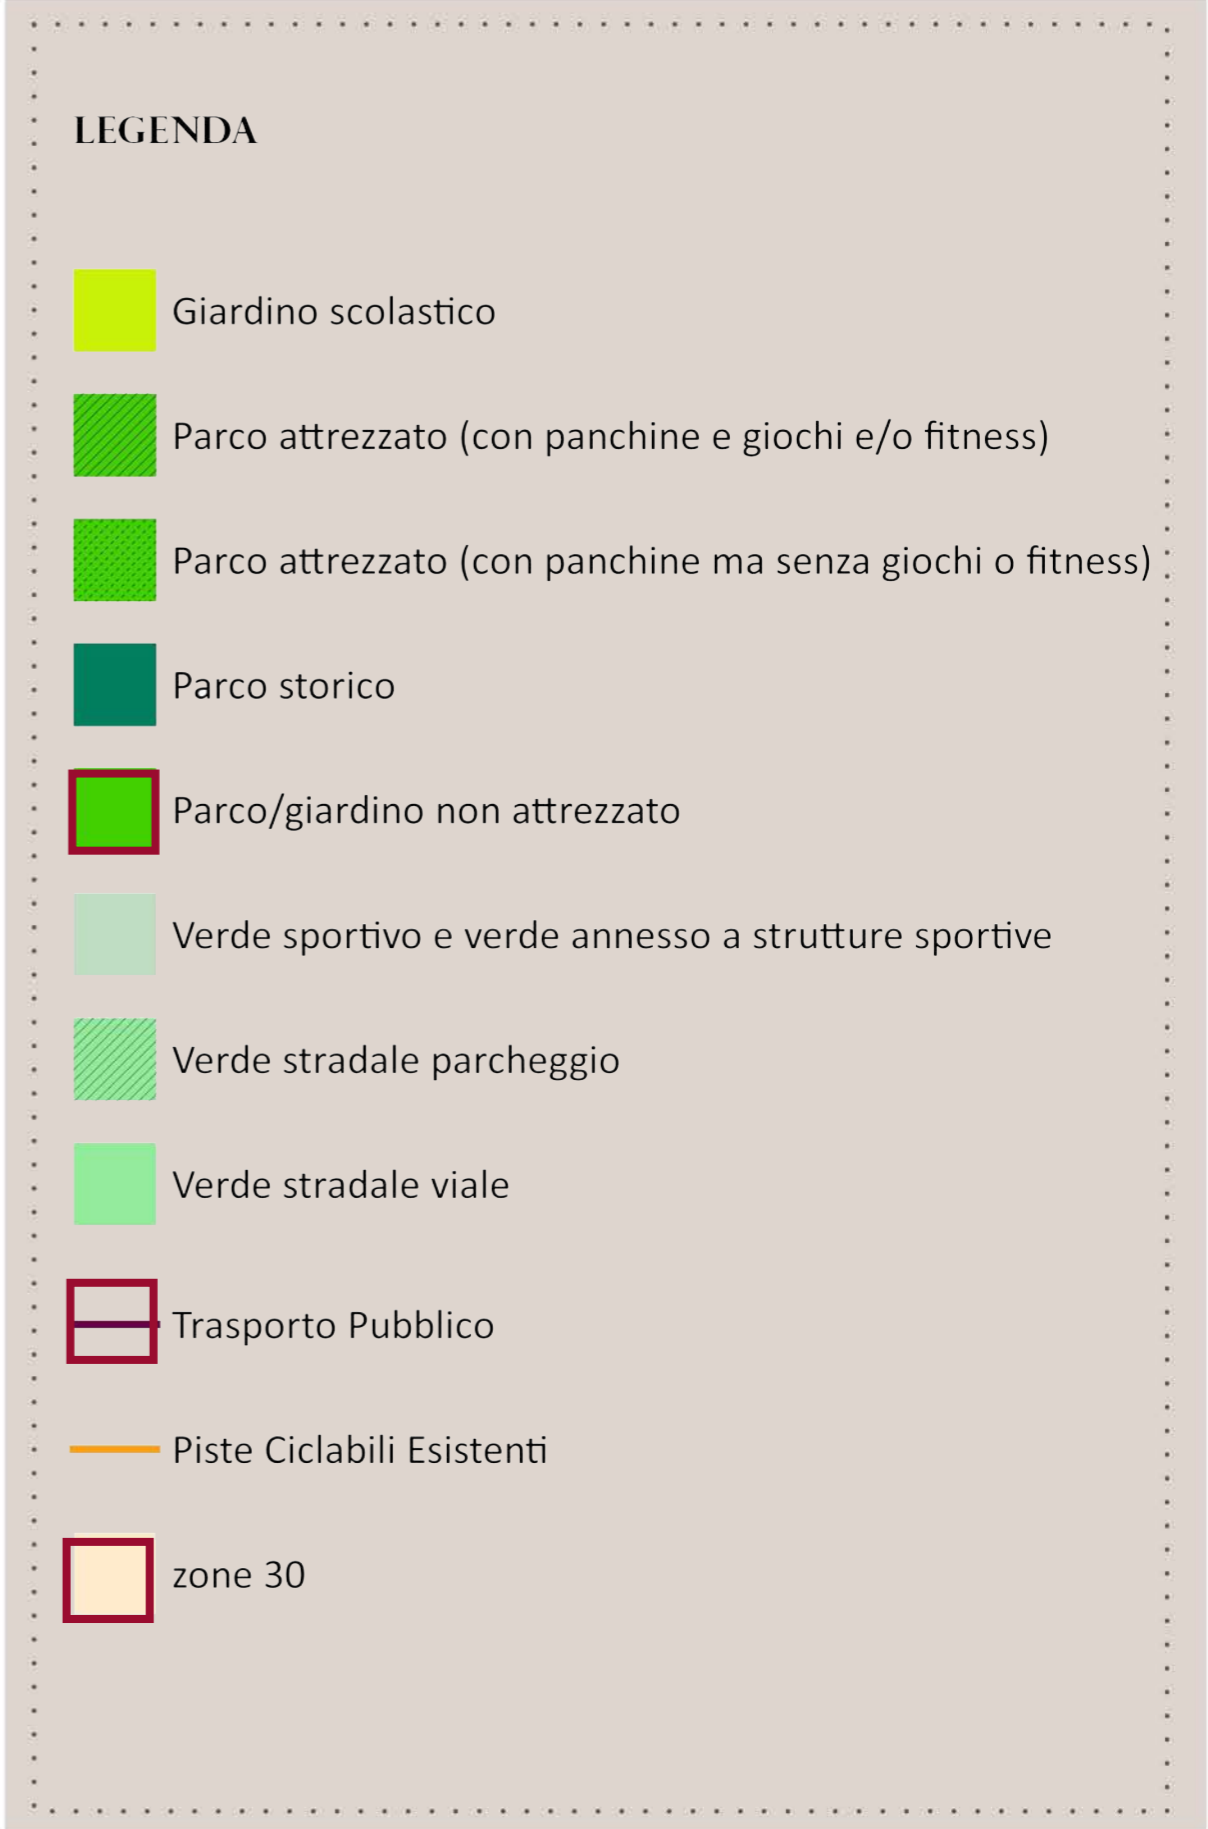 LEGENDA
Giardino scolastico
Parco attrezzato (con panchine e giochi e/o fitness)
Parco attrezzato (con panchine ma senza giochi o fitness)
Parco storico
Parco/giardino non attrezzato
Verde sportivo e verde annesso a strutture sportive
Verde stradale parcheggio
Verde stradale viale
Trasporto Pubblico
Piste Ciclabili Esistenti
zone 30